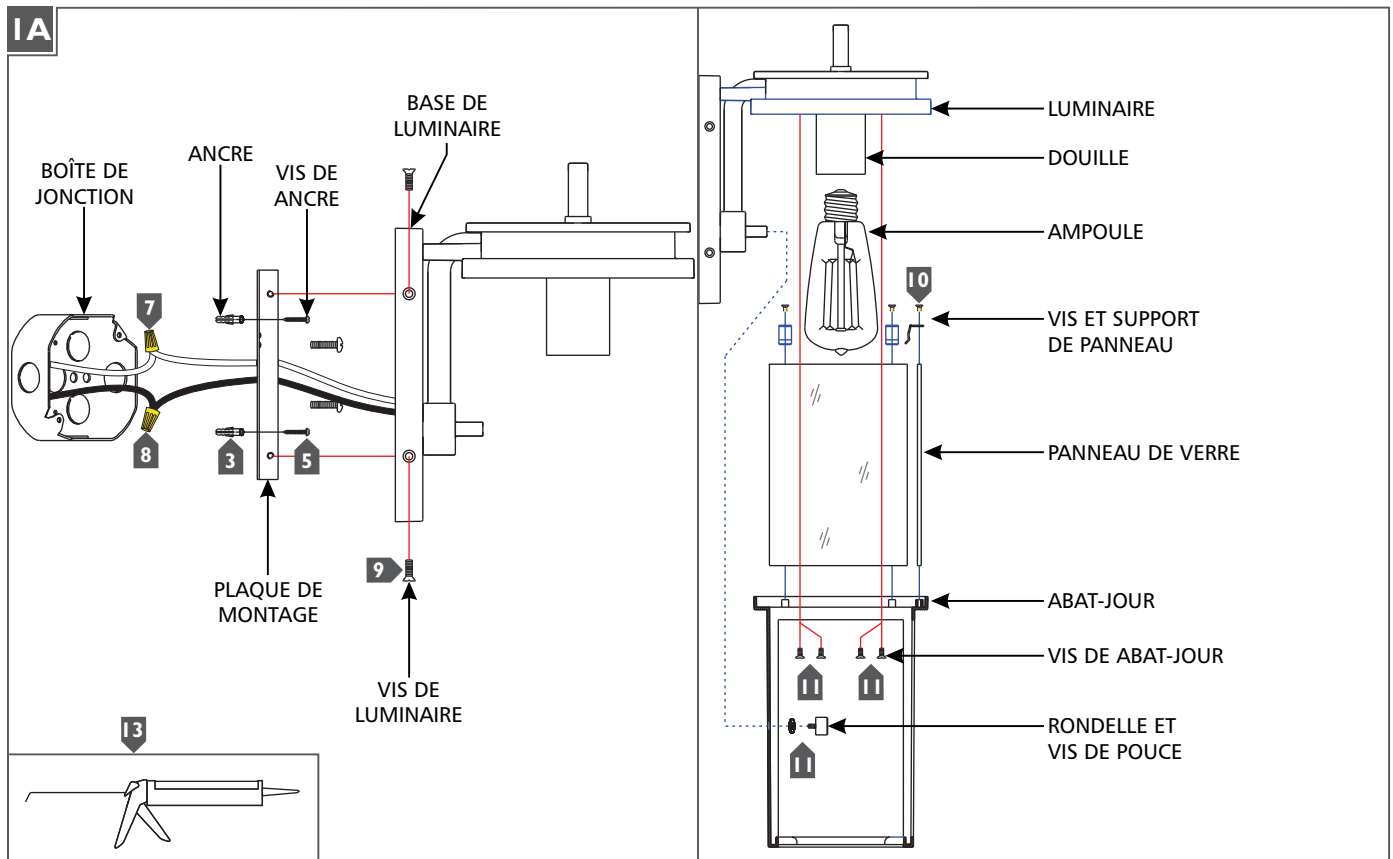 1A
BASE DE
LUMINAIRE
ANCRE
VIS DE
ANCRE
BOÎTE DE
JONCTION
7
8
3
5
PLAQUE DE
MONTAGE
9
VIS DE
LUMINAIRE
13
LUMINAIRE
DOUILLE
AMPOULE
10
VIS ET SUPPORT
DE PANNEAU
PANNEAU DE VERRE
ABAT-JOUR
VIS DE ABAT-JOUR
11
11
RONDELLE ET
VIS DE POUCE
11